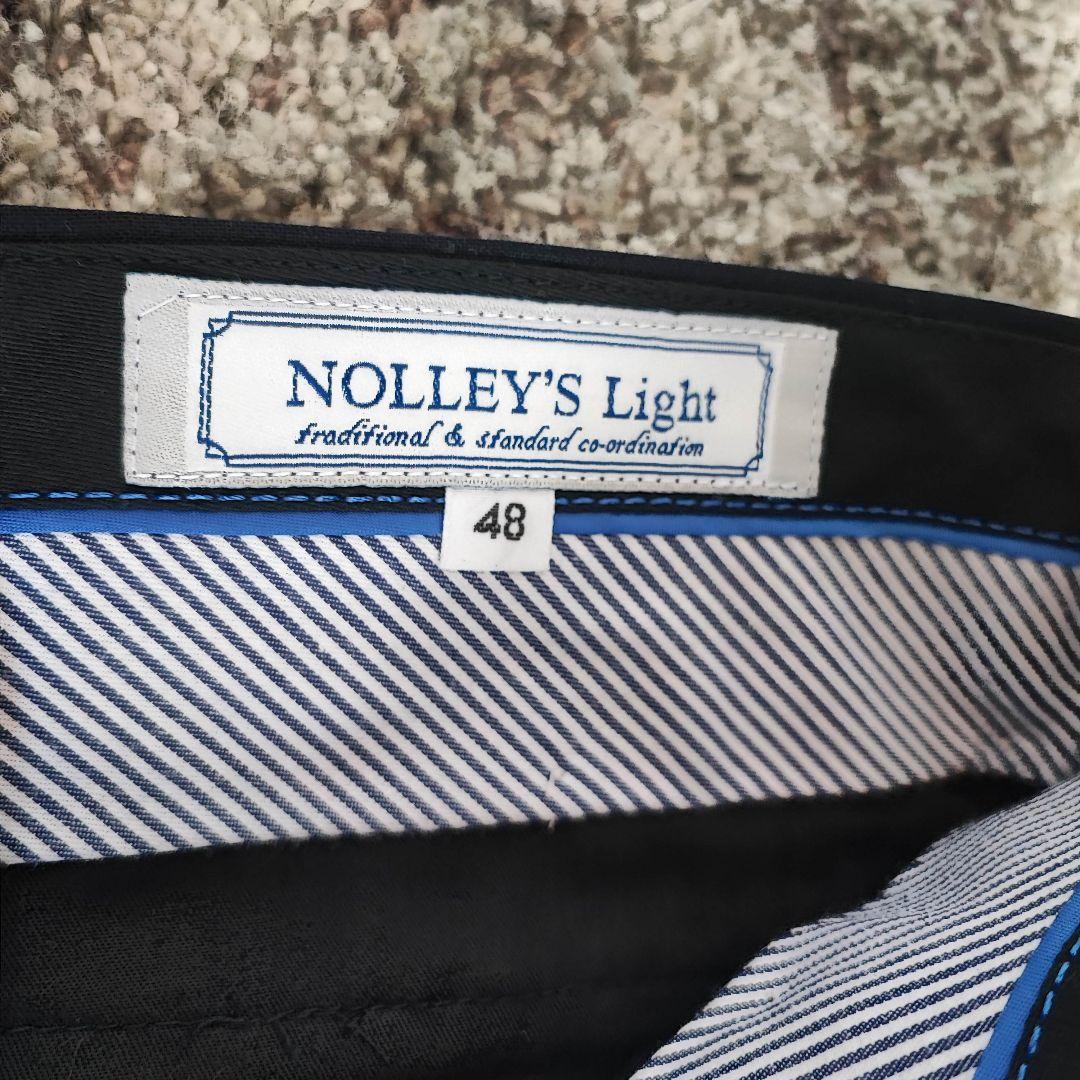 NOLLEY'S Light
traditional & standard co-ordination
48